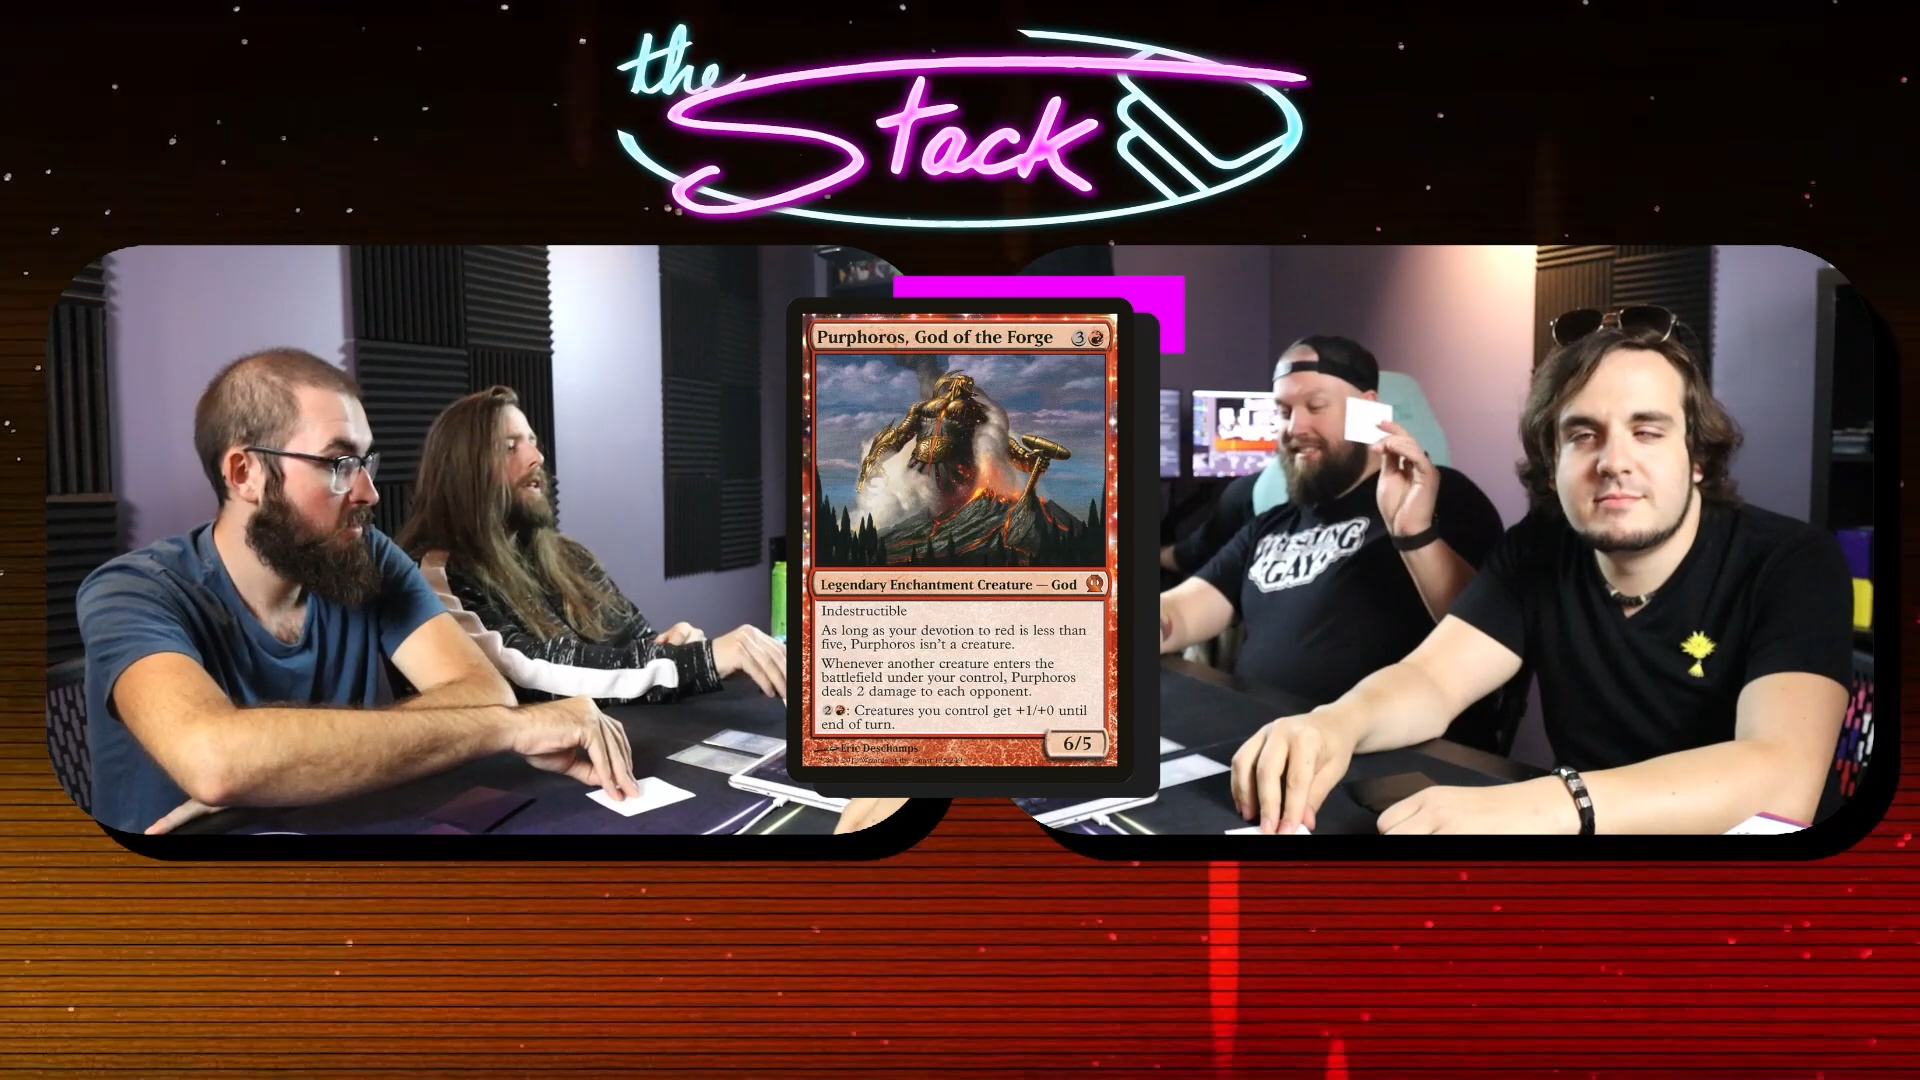 the
Stack
Purphoros, God of the Forge 3
Legendary Enchantment Creature — God
Indestructible
As long as your devotion to red is less than
five, Purphoros isn't a creature.
Whenever another creature enters the
battlefield under your control, Purphoros
deals 2 damage to each opponent.
2: Creatures you control get +1/+0 until
end of turn.
6/5
Eric Deschamps